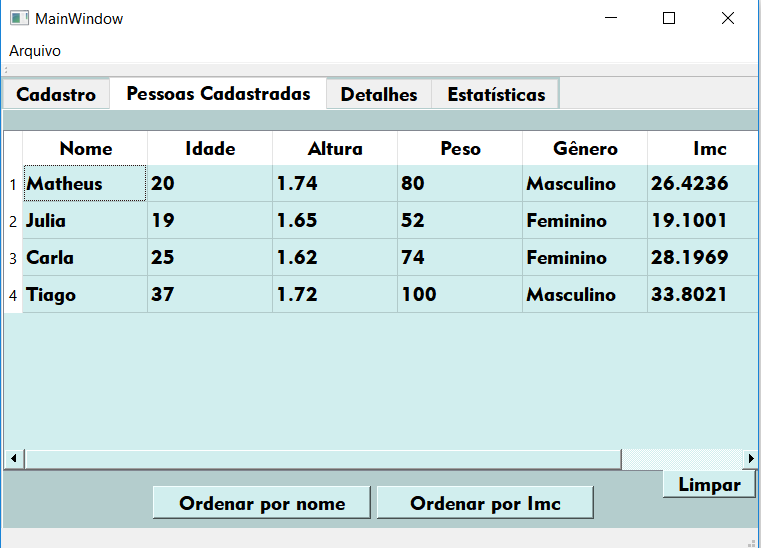 MainWindow
Arquivo
Cadastro Pessoas Cadastradas Detalhes Estatísticas
Nome Idade Altura Peso Gênero Imc
1 Matheus 20 1.74 80 Masculino 26.4236
2 Julia 19 1.65 52 Feminino 19.1001
3 Carla 25 1.62 74 Feminino 28.1969
4 Tiago 37 1.72 100 Masculino 33.8021
Limpar
Ordenar por nome Ordenar por Imc